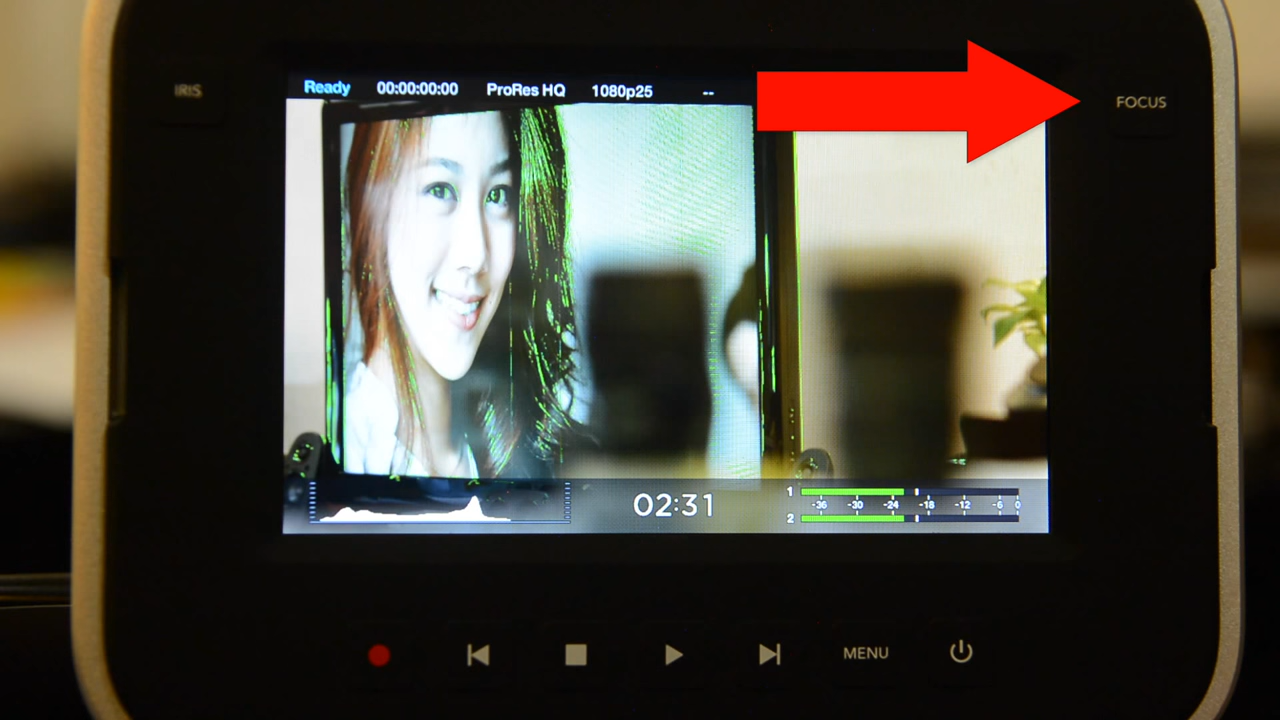 IRIS
Ready 00:00:00:00 ProRes HQ 1080p25 --
FOCUS
02:31
1
-36 -30 -24 -18 -12 -6 0
2
MENU